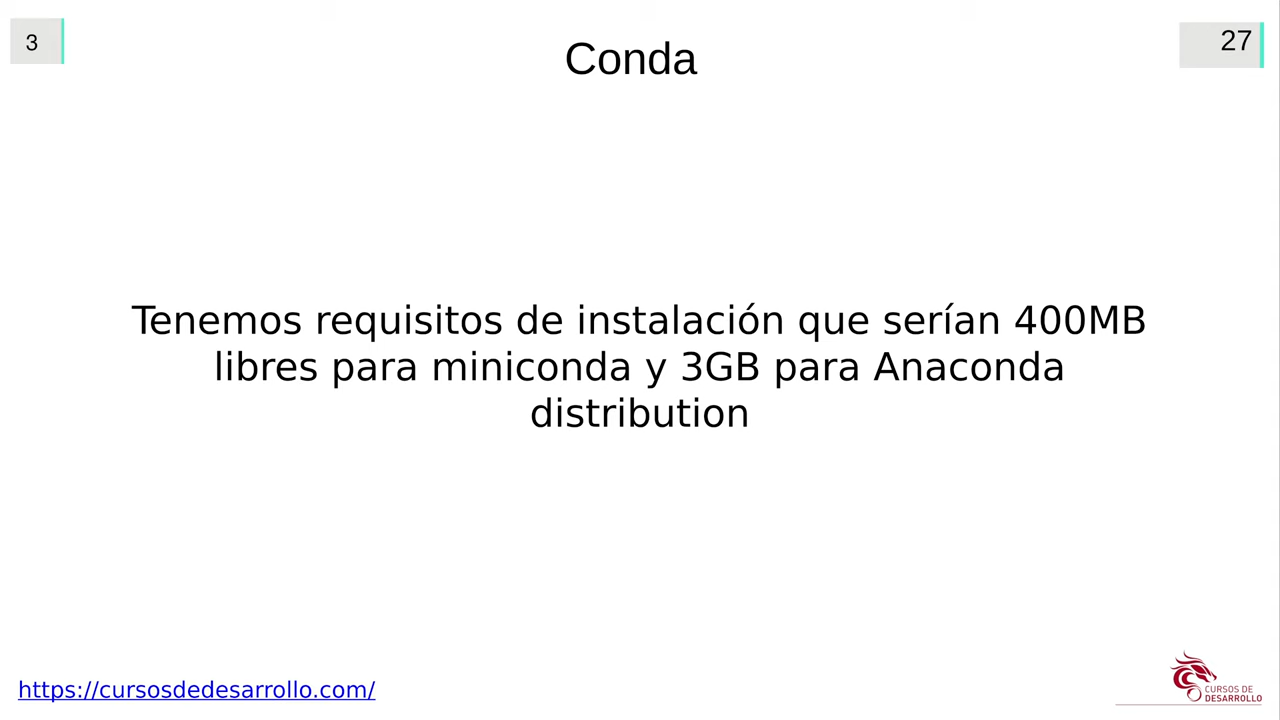 3
Conda
27
Tenemos requisitos de instalación que serían 400MB
libres para miniconda y 3GB para Anaconda
distribution
https://cursosdedesarrollo.com/
CURSOS DE
DESARROLLO